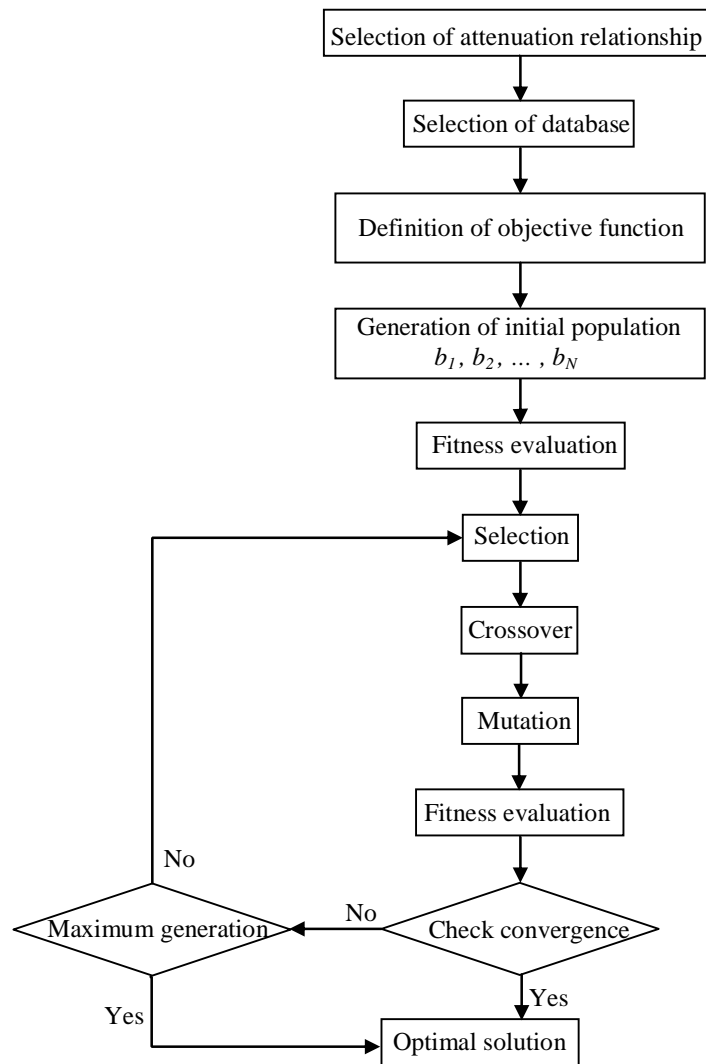 Selection of attenuation relationship
Selection of database
Definition of objective function
Generation of initial population
b1, b2, … , bN
Fitness evaluation
Selection
Crossover
Mutation
Fitness evaluation
No
Maximum generation
No
Check convergence
Yes
Yes
Optimal solution